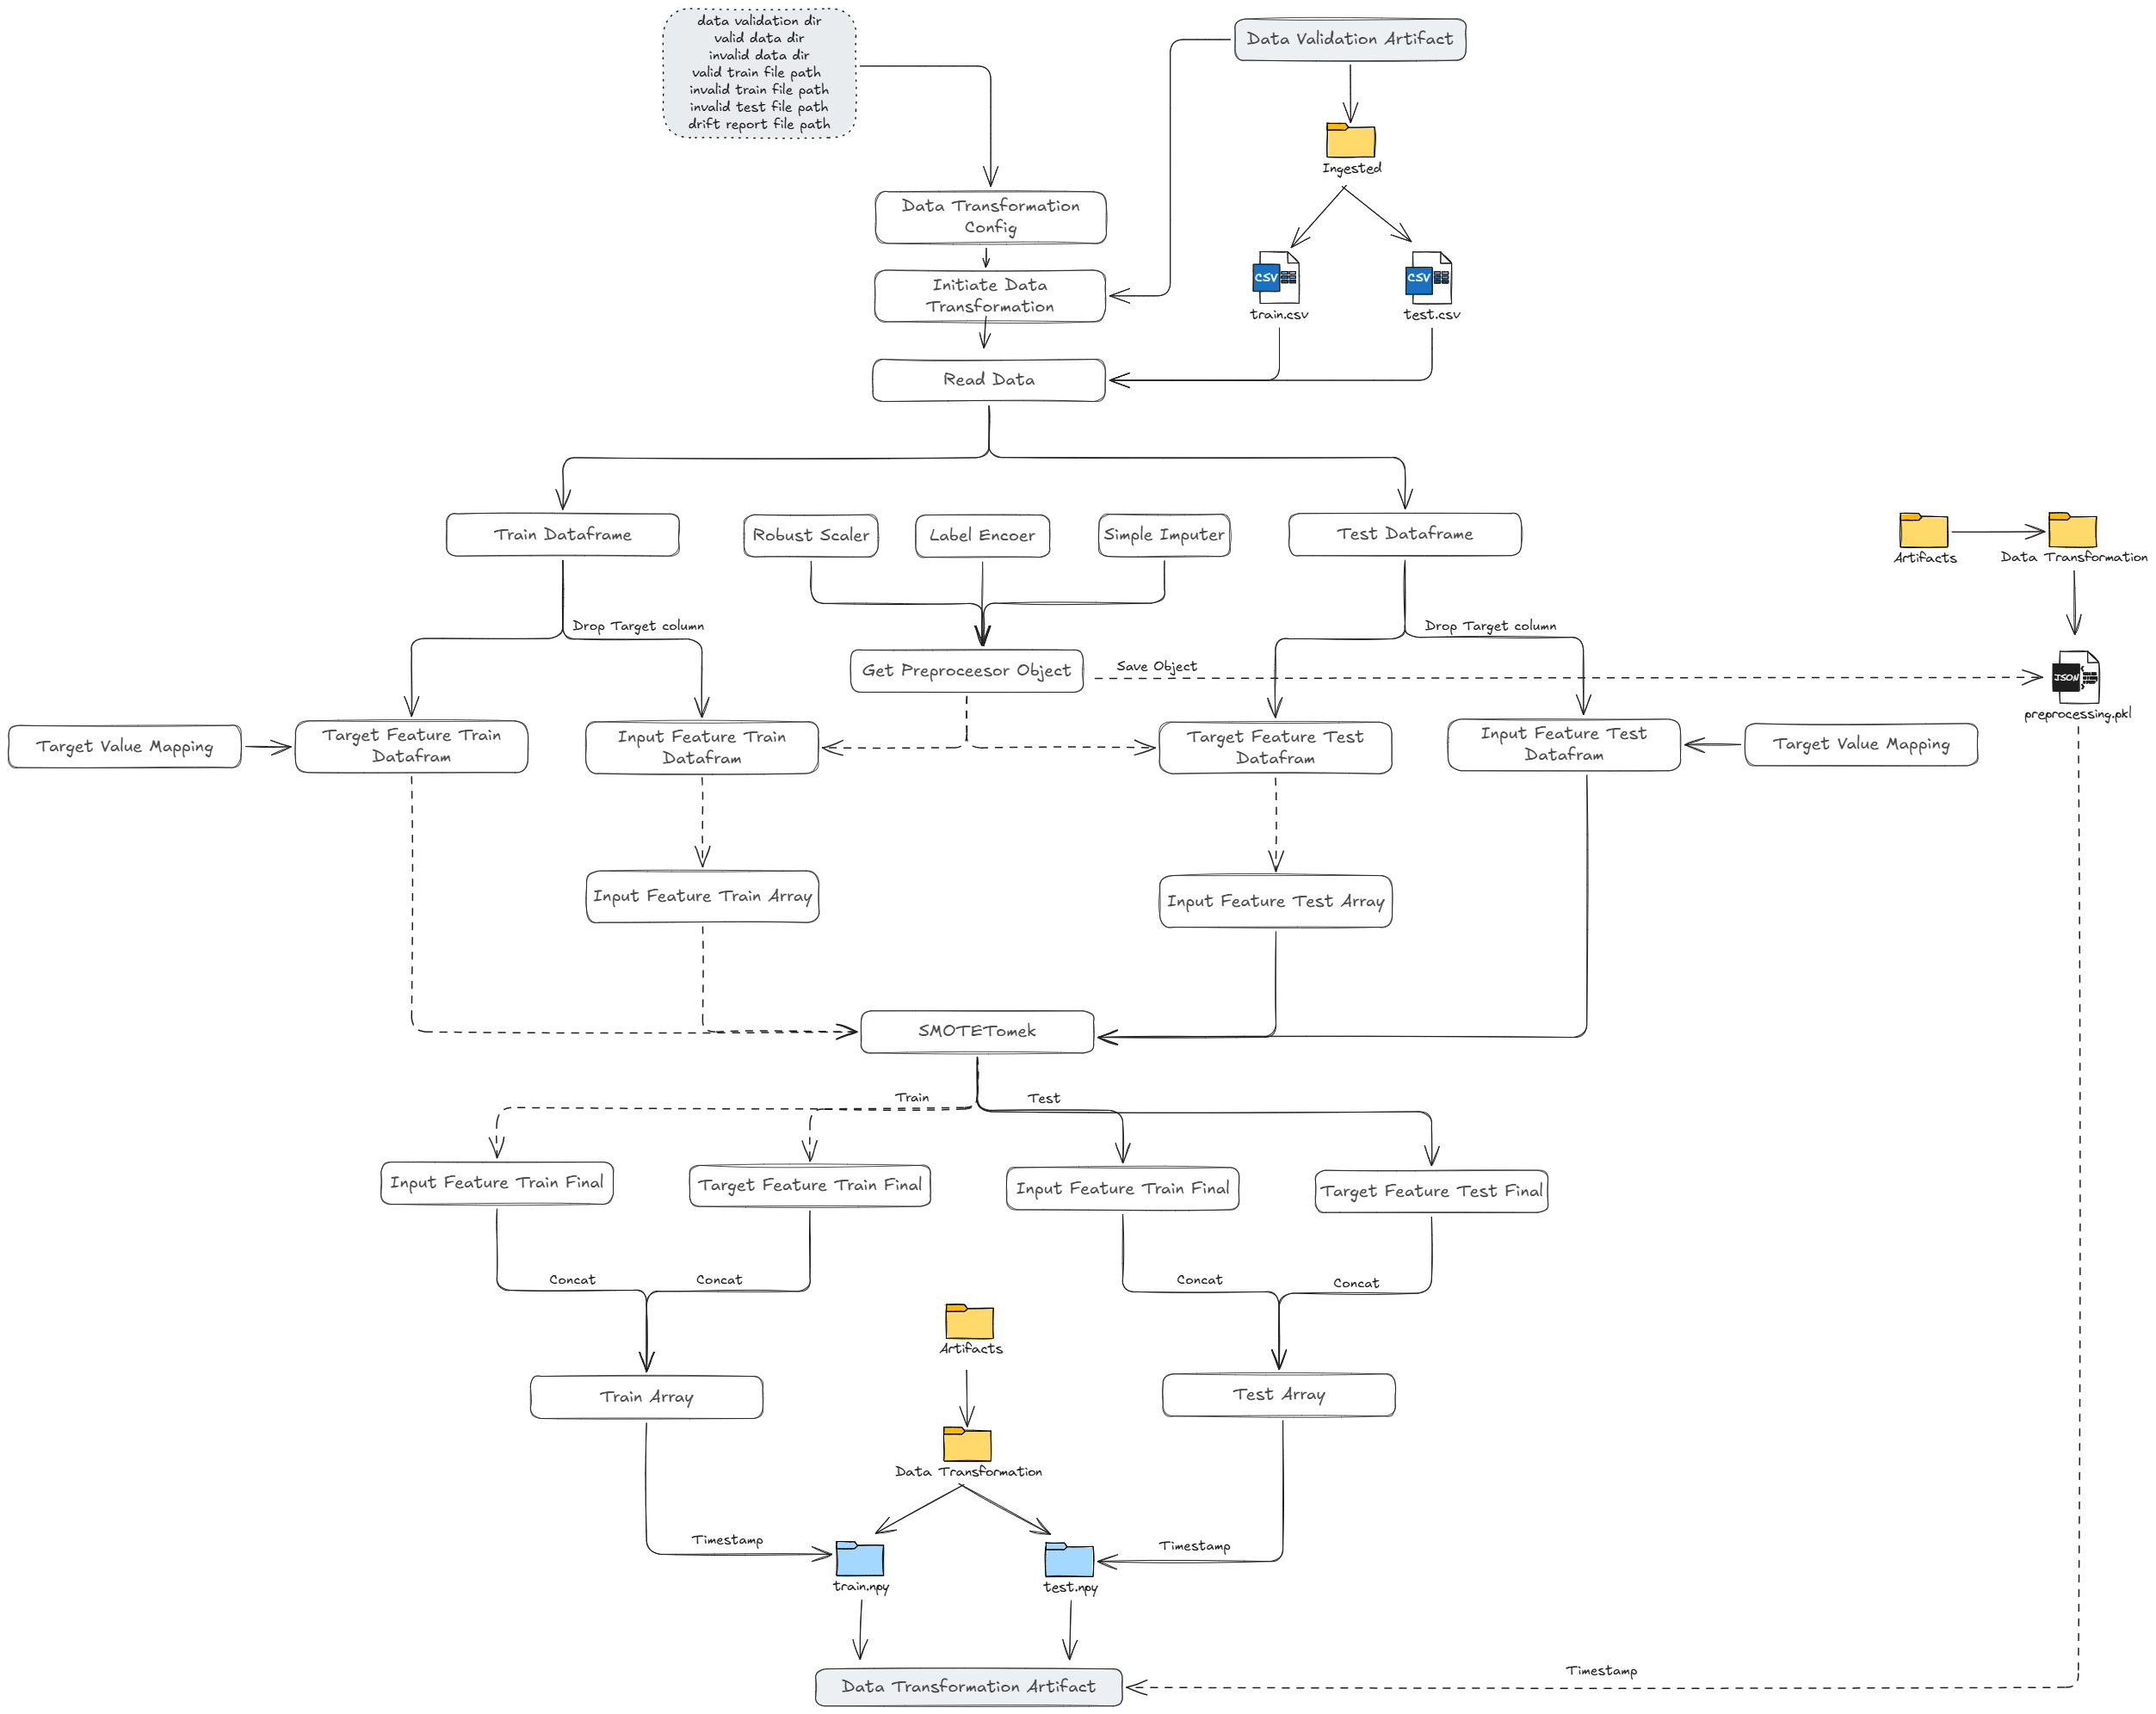 data validation dir
valid data dir
invalid data dir
valid train file path
invalid train file path
invalid test file path
drift report file path
Data Validation Artifact
Ingested
Data Transformation
Config
Initiate Data
Transformation
CSV
train.csv
CSV
test.csv
Read Data
Train Dataframe
Robust Scaler
Label Encoer
Simple Imputer
Test Dataframe
Artifacts
Data Transformation
Drop Target column
Drop Target column
Get Preproceesor Object
Save Object
JSON
preprocessing.pkl
Target Value Mapping
Target Feature Train
Datafram
Input Feature Train
Datafram
Target Feature Test
Datafram
Input Feature Test
Datafram
Target Value Mapping
Input Feature Train Array
Input Feature Test Array
SMOTETomek
Train
Test
Input Feature Train Final
Target Feature Train Final
Input Feature Train Final
Target Feature Test Final
Concat
Concat
Concat
Concat
Artifacts
Train Array
Test Array
Data Transformation
Timestamp
Timestamp
train.npy
test.npy
Timestamp
Data Transformation Artifact